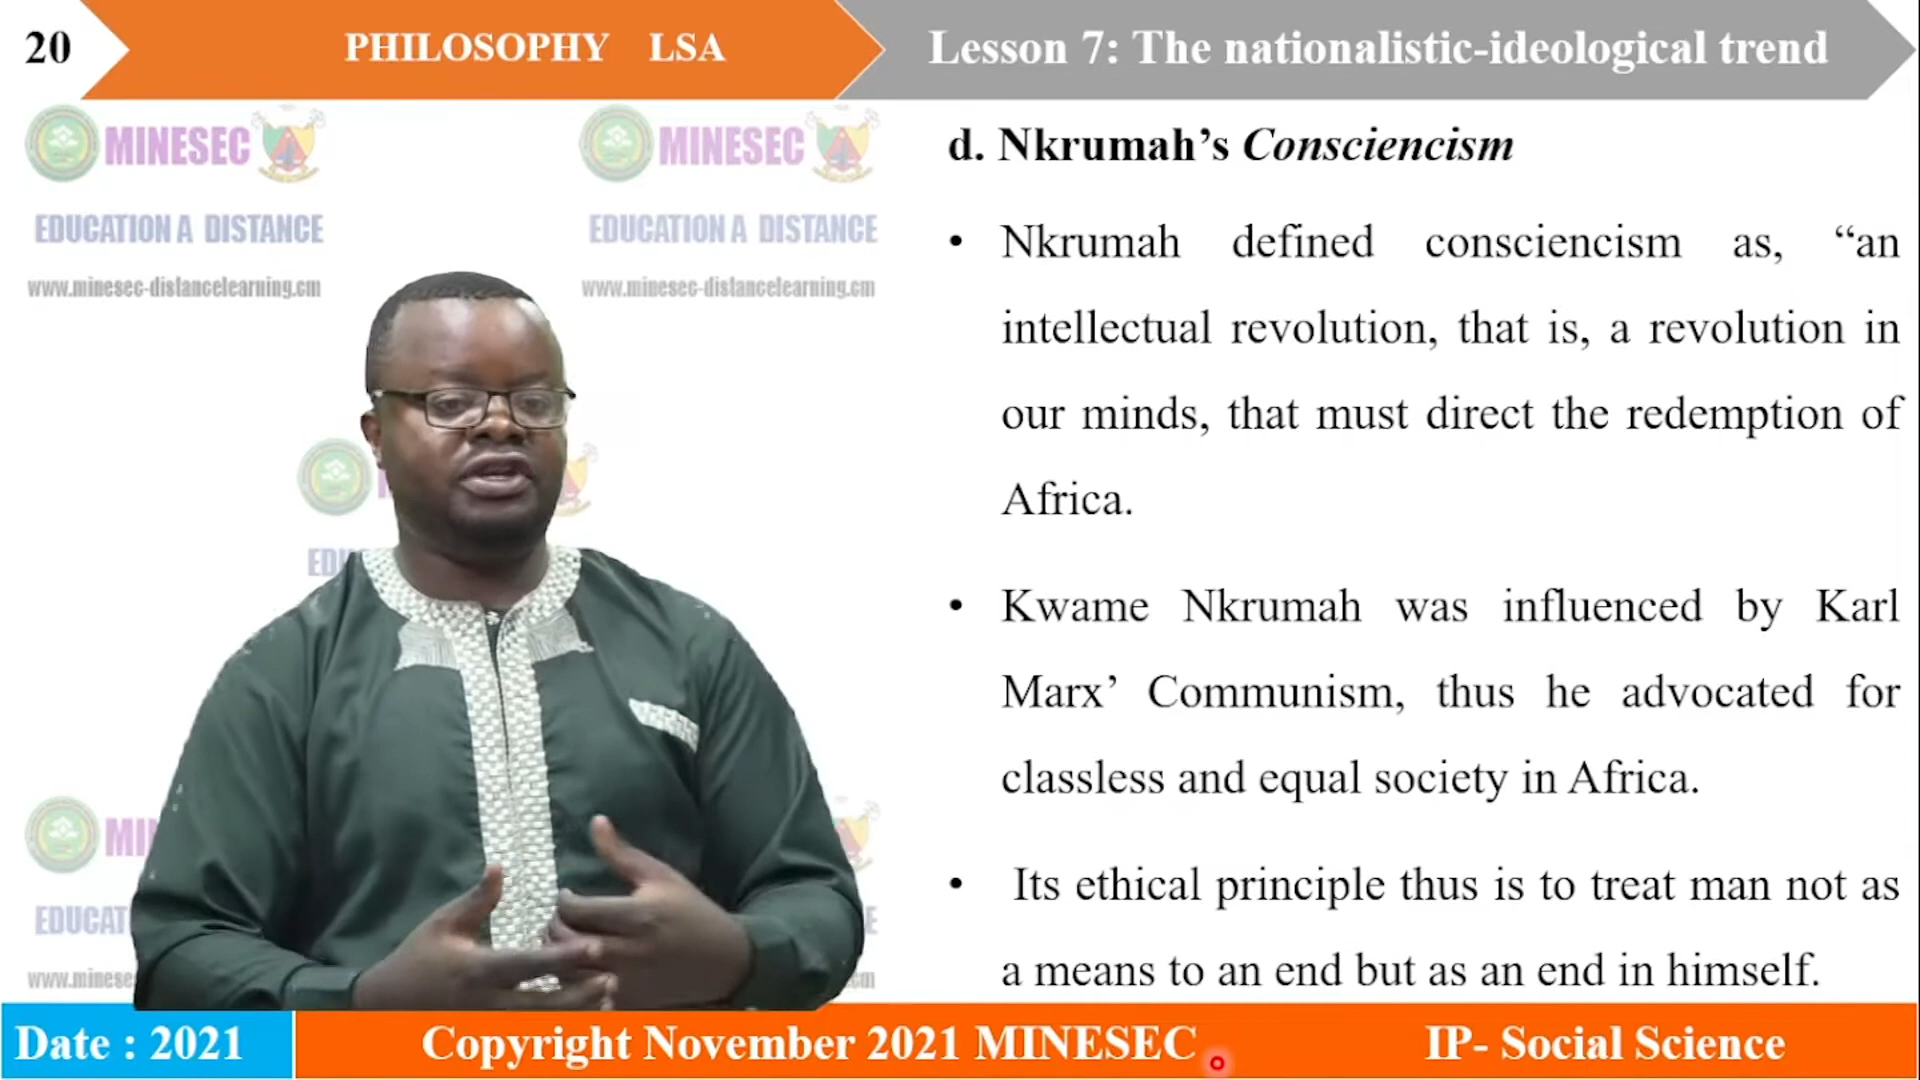 20
PHILOSOPHY LSA
Lesson 7: The nationalistic-ideological trend
MINESEC
MINESEC
EDUCATION A DISTANCE
EDUCATION A DISTANCE
www.minesec-distancelearning.cm
www.minesec-distancelearning.cm
d. Nkrumah’s Consciencism
• Nkrumah defined consciencism as, “an
intellectual revolution, that is, a revolution in
our minds, that must direct the redemption of
Africa.
• Kwame Nkrumah was influenced by Karl
Marx’ Communism, thus he advocated for
classless and equal society in Africa.
• Its ethical principle thus is to treat man not as
a means to an end but as an end in himself.
Date : 2021
Copyright November 2021 MINESEC
IP- Social Science